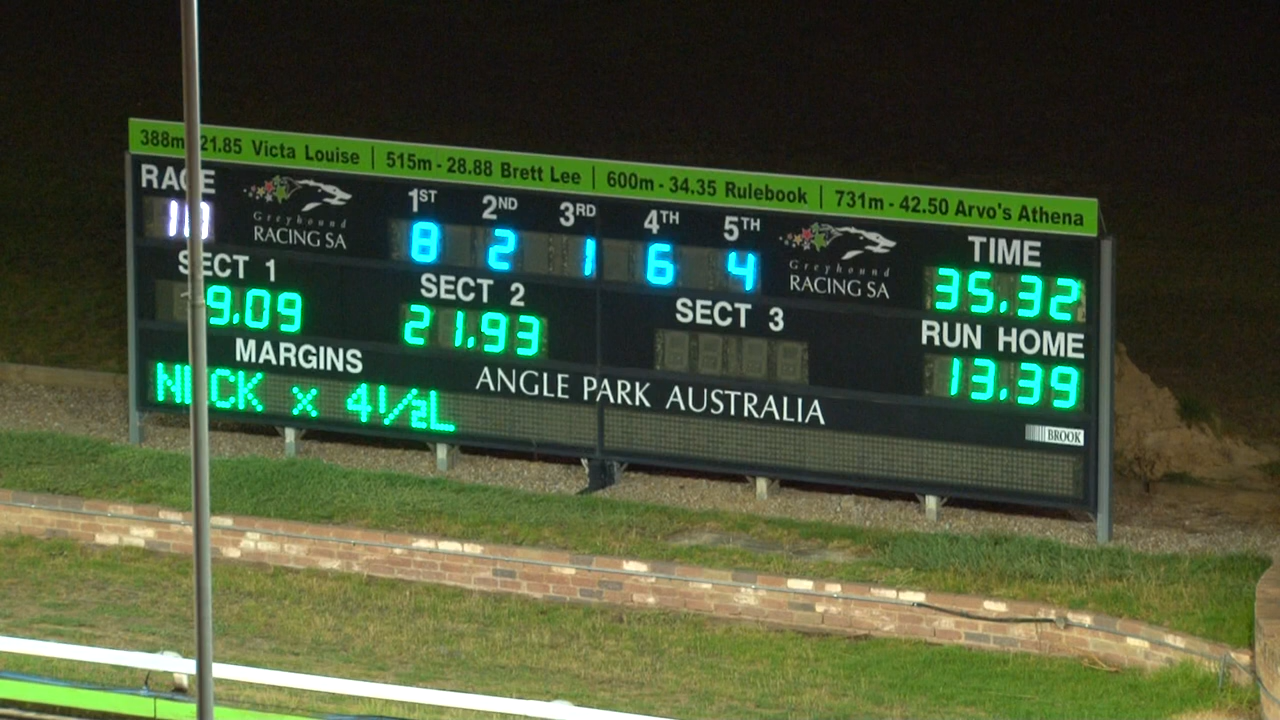 388m - 21.85 Victa Louise | 515m - 28.88 Brett Lee | 600m - 34.35 Rulebook | 731m - 42.50 Arvo's Athena
RACE
Greyhound
RACING SA
1ST 2ND 3RD 4TH 5TH
8 2 1 6 4
Greyhound
RACING SA
TIME
35.32
SECT 1
9.09
SECT 2
21.93
SECT 3
RUN HOME
13.39
MARGINS
NECK x 4½L
ANGLE PARK AUSTRALIA
BROOK